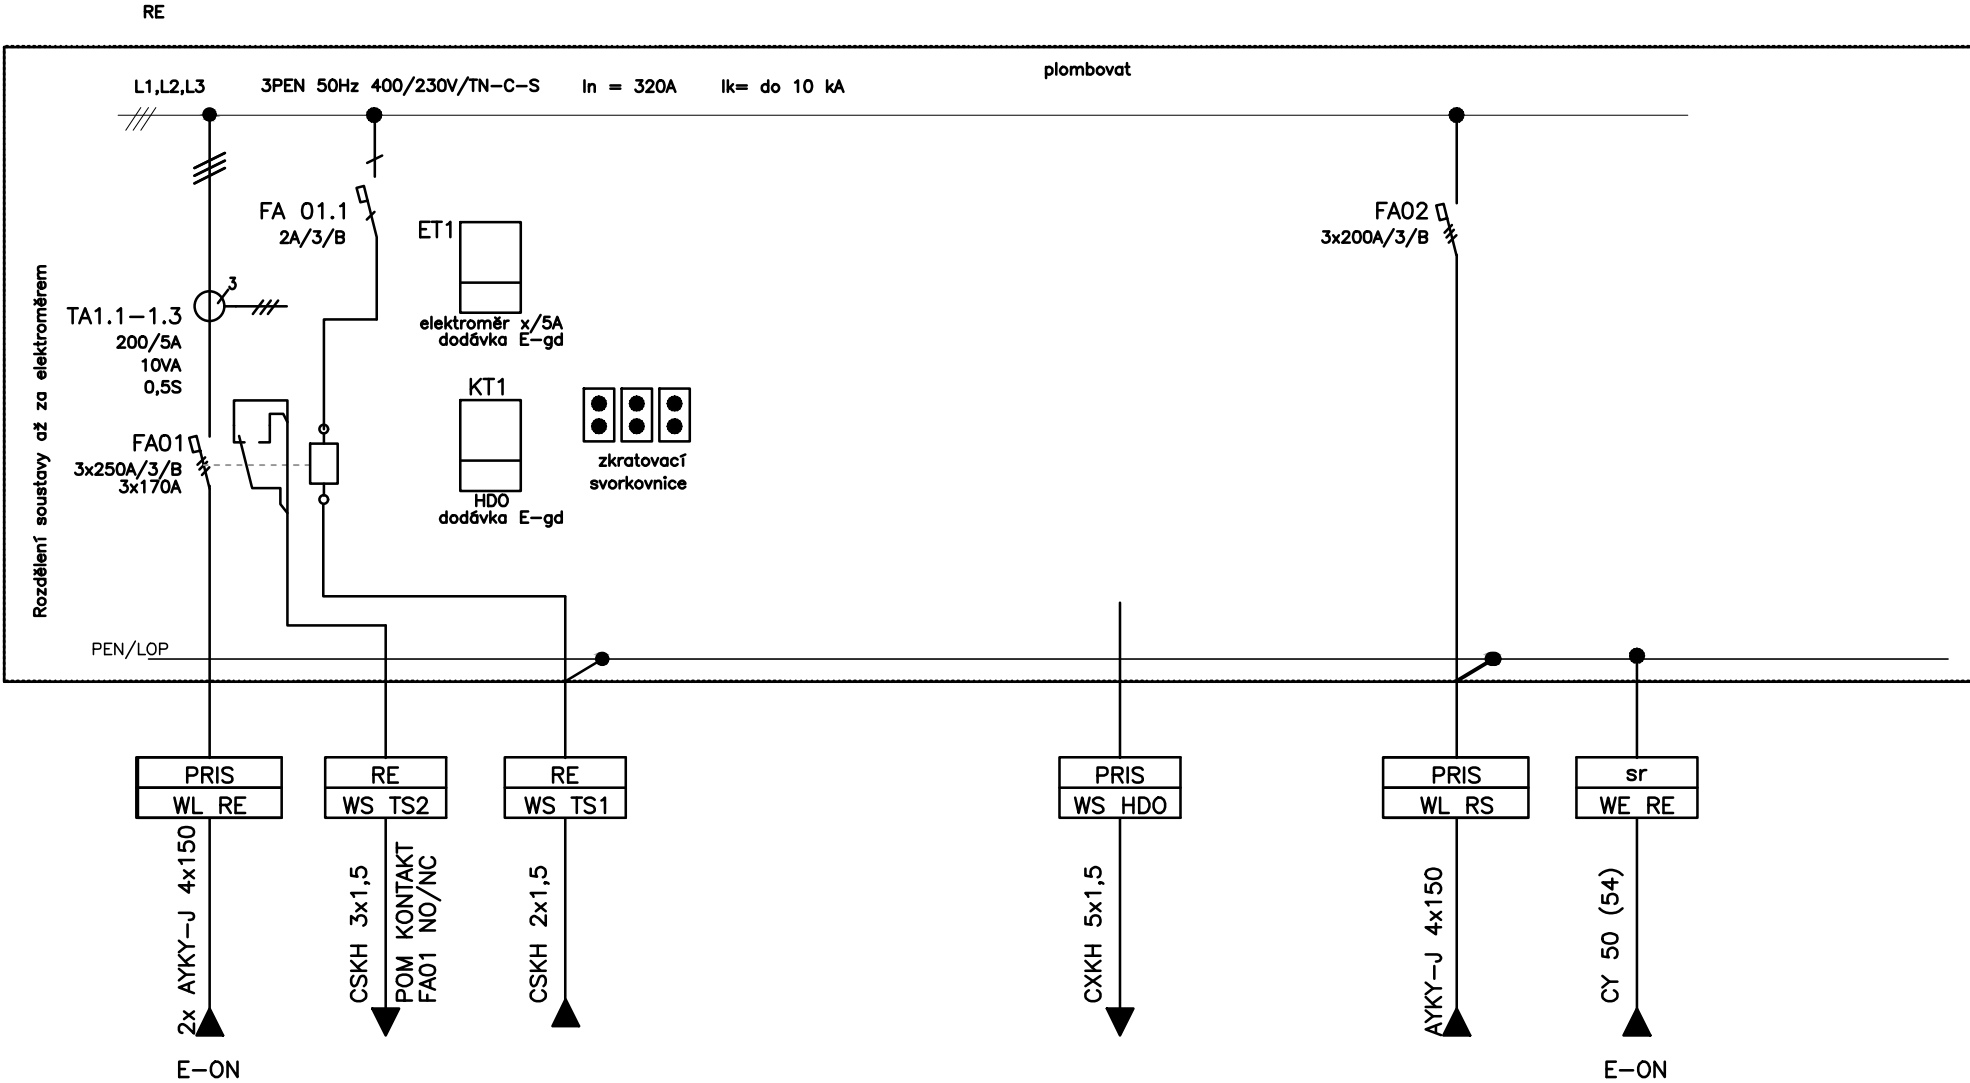 RE
plombovat
L1,L2,L3 3PEN 50Hz 400/230V/TN-C-S In = 320A Ik= do 10 kA
FA 01.1
2A/3/B
ET1
elektroměr x/5A
dodávka E-gd
FA02
3x200A/3/B
Rozdělení soustavy až za elektroměrem
3
TA1.1-1.3
200/5A
10VA
0,5S
KT1
HDO
dodávka E-gd
zkratovací
svorkovnice
FA01
3x250A/3/B
3x170A
PEN/LOP
PRIS
WL RE
RE
WS TS2
RE
WS TS1
PRIS
WS HDO
PRIS
WL RS
sr
WE RE
2x AYKY-J 4x150
CSKH 3x1,5
POM KONTAKT
FA01 NO/NC
CSKH 2x1,5
CXKH 5x1,5
AYKY-J 4x150
CY 50 (54)
E-ON
E-ON